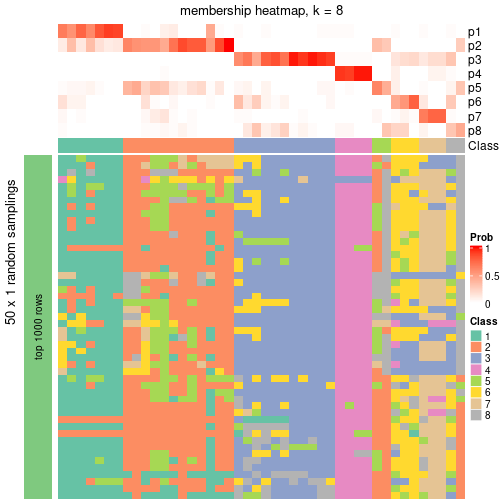 membership heatmap, k = 8
p1
p2
p3
p4
p5
p6
p7
p8
Class
50 x 1 random samplings
top 1000 rows
Prob
1
0.5
0
Class
1
2
3
4
5
6
7
8